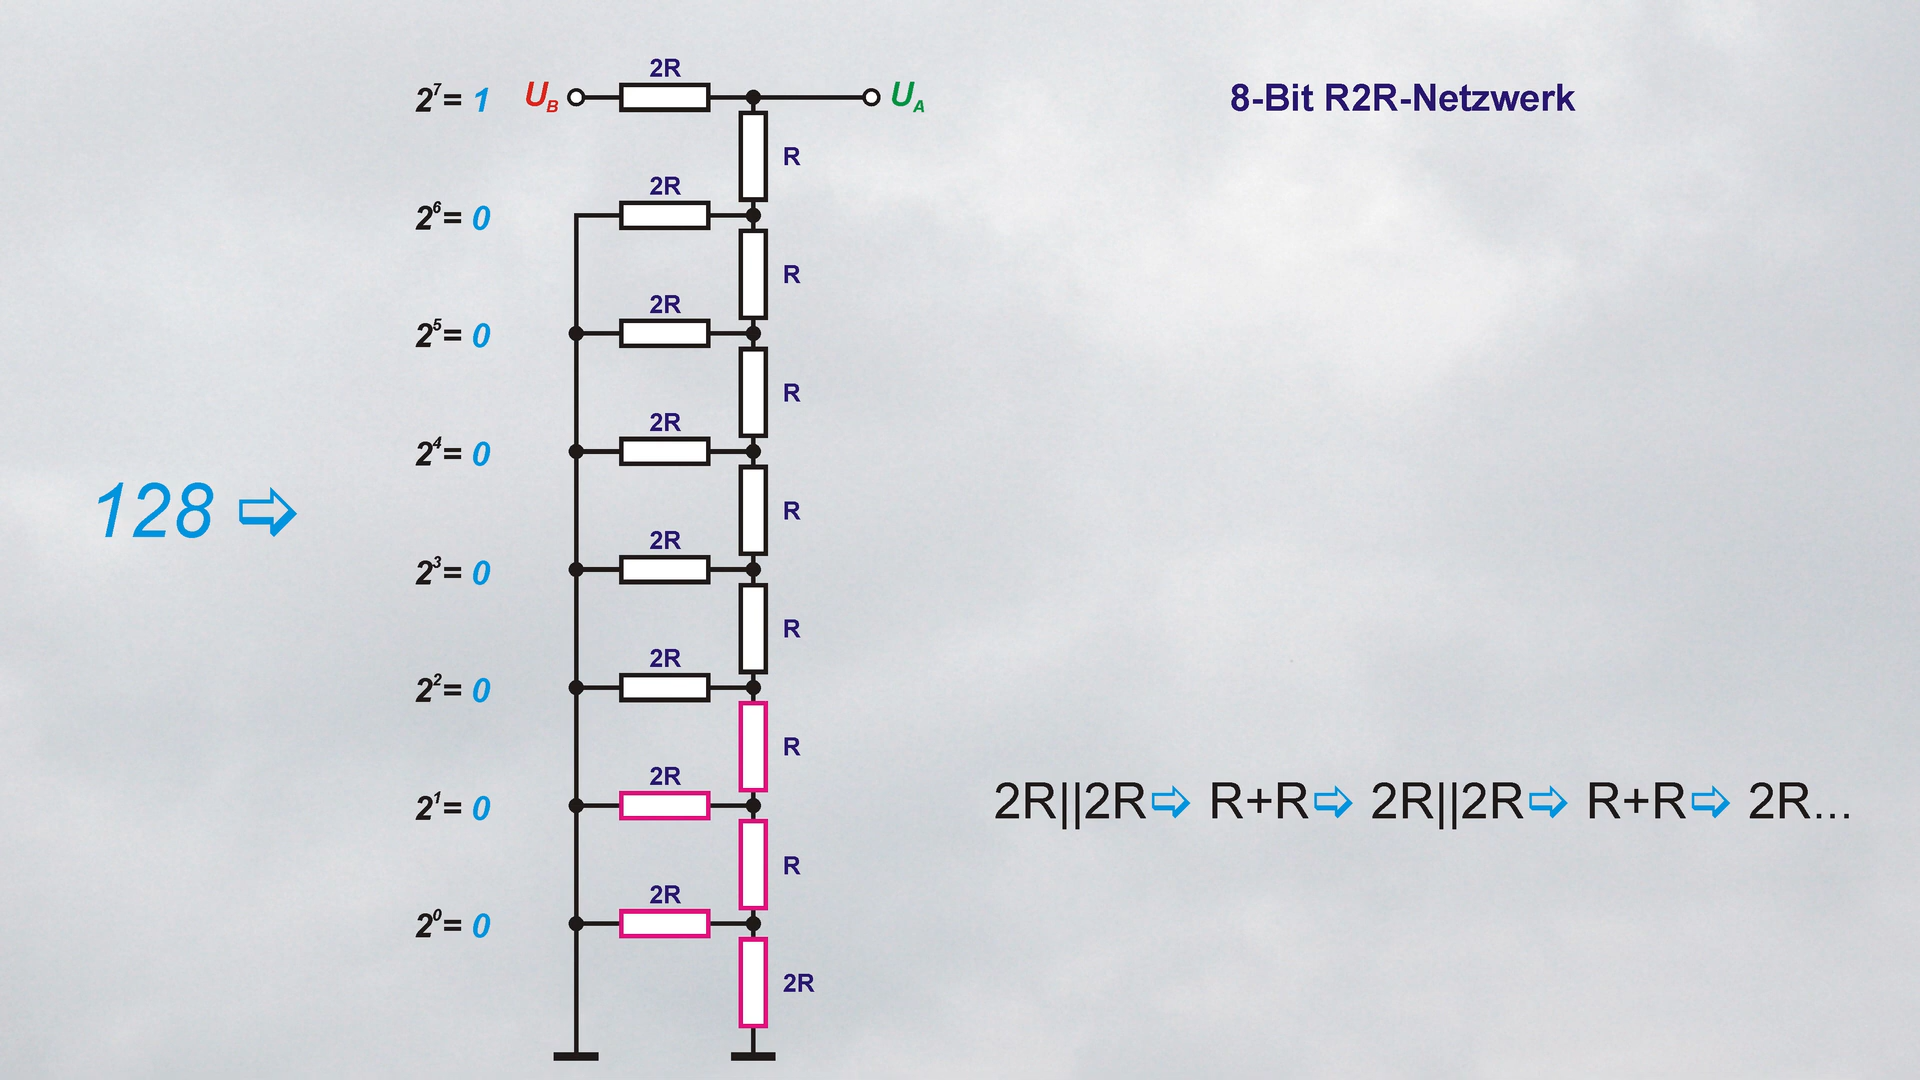 8-Bit R2R-Netzwerk
2R
2⁷= 1 U_B U_A
R
2R
2⁶= 0
R
2R
2⁵= 0
R
2R
2⁴= 0
128 ⇨
R
2R
2³= 0
R
2R
2²= 0
R
2R
2¹= 0
2R||2R⇨ R+R⇨ 2R||2R⇨ R+R⇨ 2R...
R
2R
2⁰= 0
2R